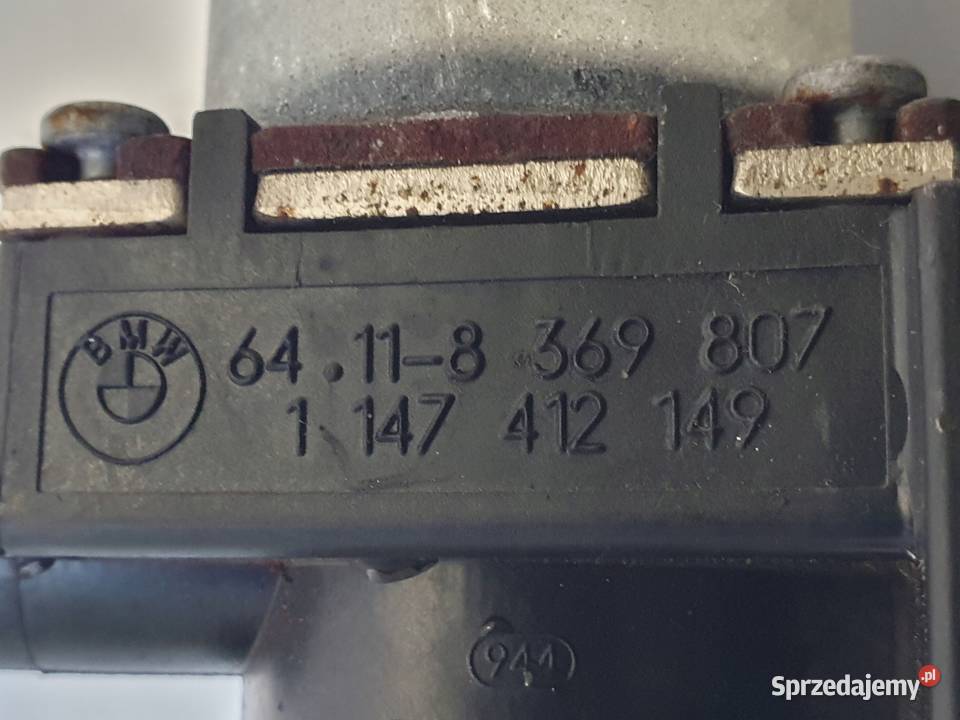 BMW 64.11-8 369 807
1 147 412 149
944
Sprzedajemy.pl